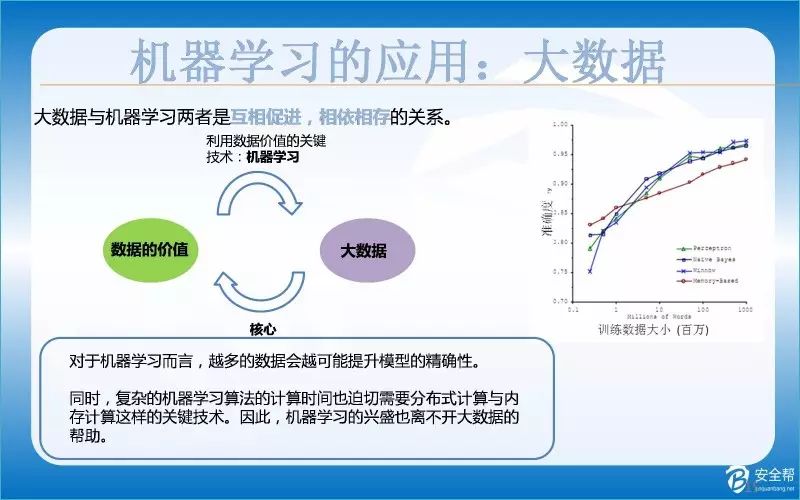 机器学习的应用：大数据
大数据与机器学习两者是互相促进，相依相存的关系。
利用数据价值的关键
技术：机器学习
数据的价值
大数据
核心
对于机器学习而言，越多的数据会越可能提升模型的精确性。
同时，复杂的机器学习算法的计算时间也迫切需要分布式计算与内
存计算这样的关键技术。因此，机器学习的兴盛也离不开大数据的
帮助。
1.00
0.95
0.90
0.85
0.80
0.75
0.70
准确度
0.1
1
10
100
1000
Millions of Words
训练数据大小 (百万)
Perceptron
Naive Bayes
Winnow
Memory-Based
安全帮